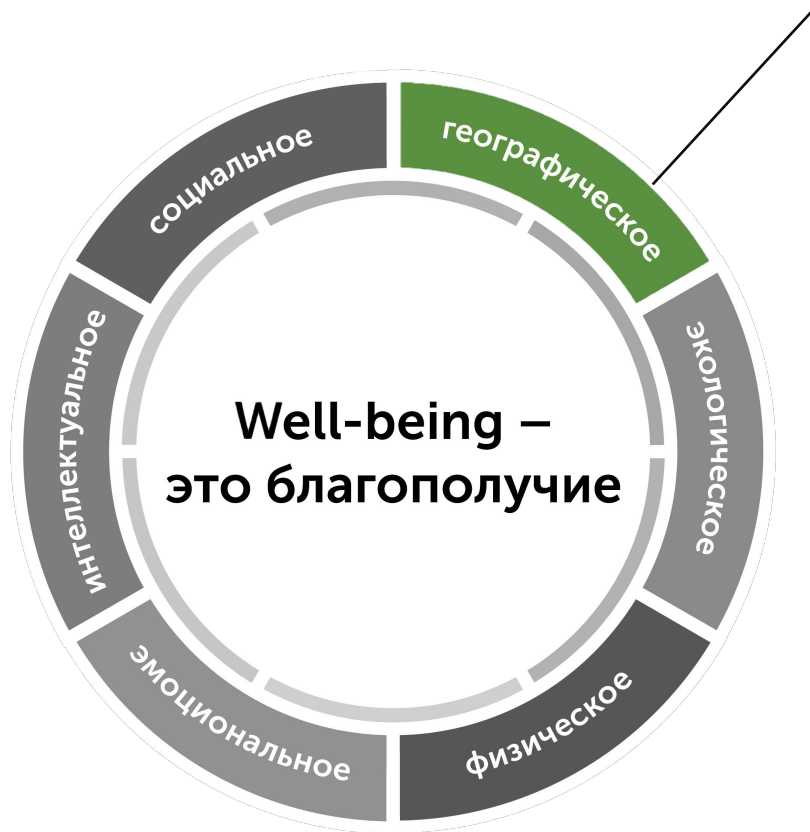 социальное
географическое
экологическое
физическое
эмоциональное
интеллектуальное
Well-being –
это благополучие